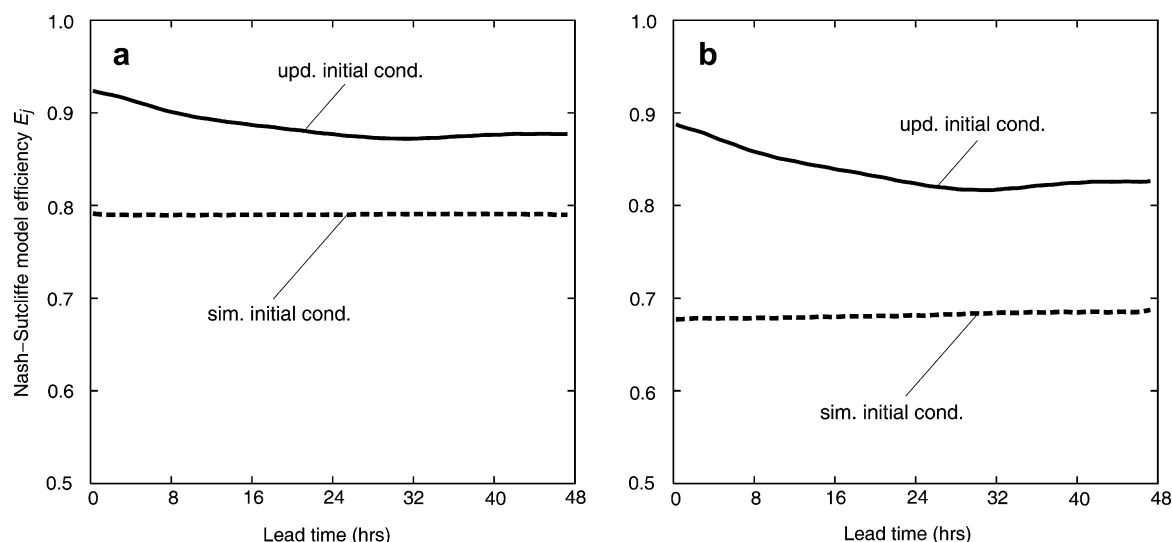 Nash−Sutcliffe model efficiency Ej
1.0
0.9
0.8
0.7
0.6
0.5
a
upd. initial cond.
sim. initial cond.
0 8 16 24 32 40 48
Lead time (hrs)
1.0
0.9
0.8
0.7
0.6
0.5
b
upd. initial cond.
sim. initial cond.
0 8 16 24 32 40 48
Lead time (hrs)